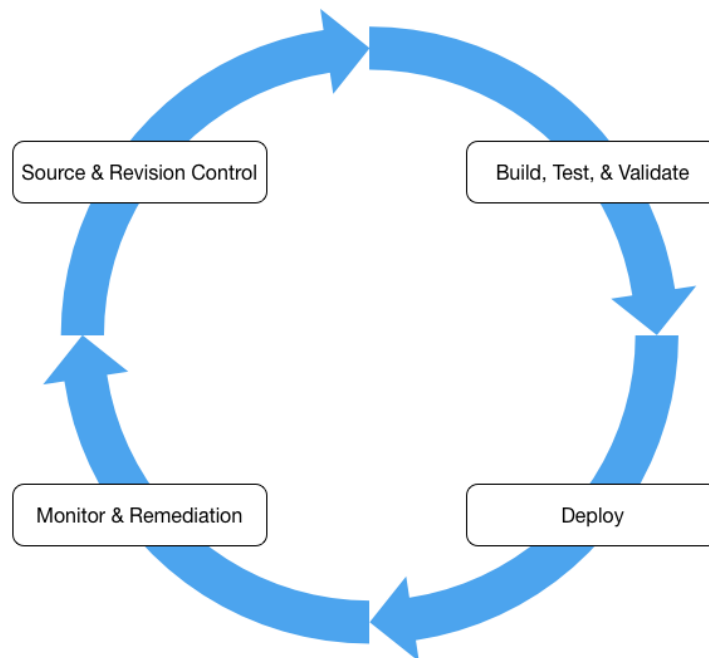 Source & Revision Control
Build, Test, & Validate
Monitor & Remediation
Deploy